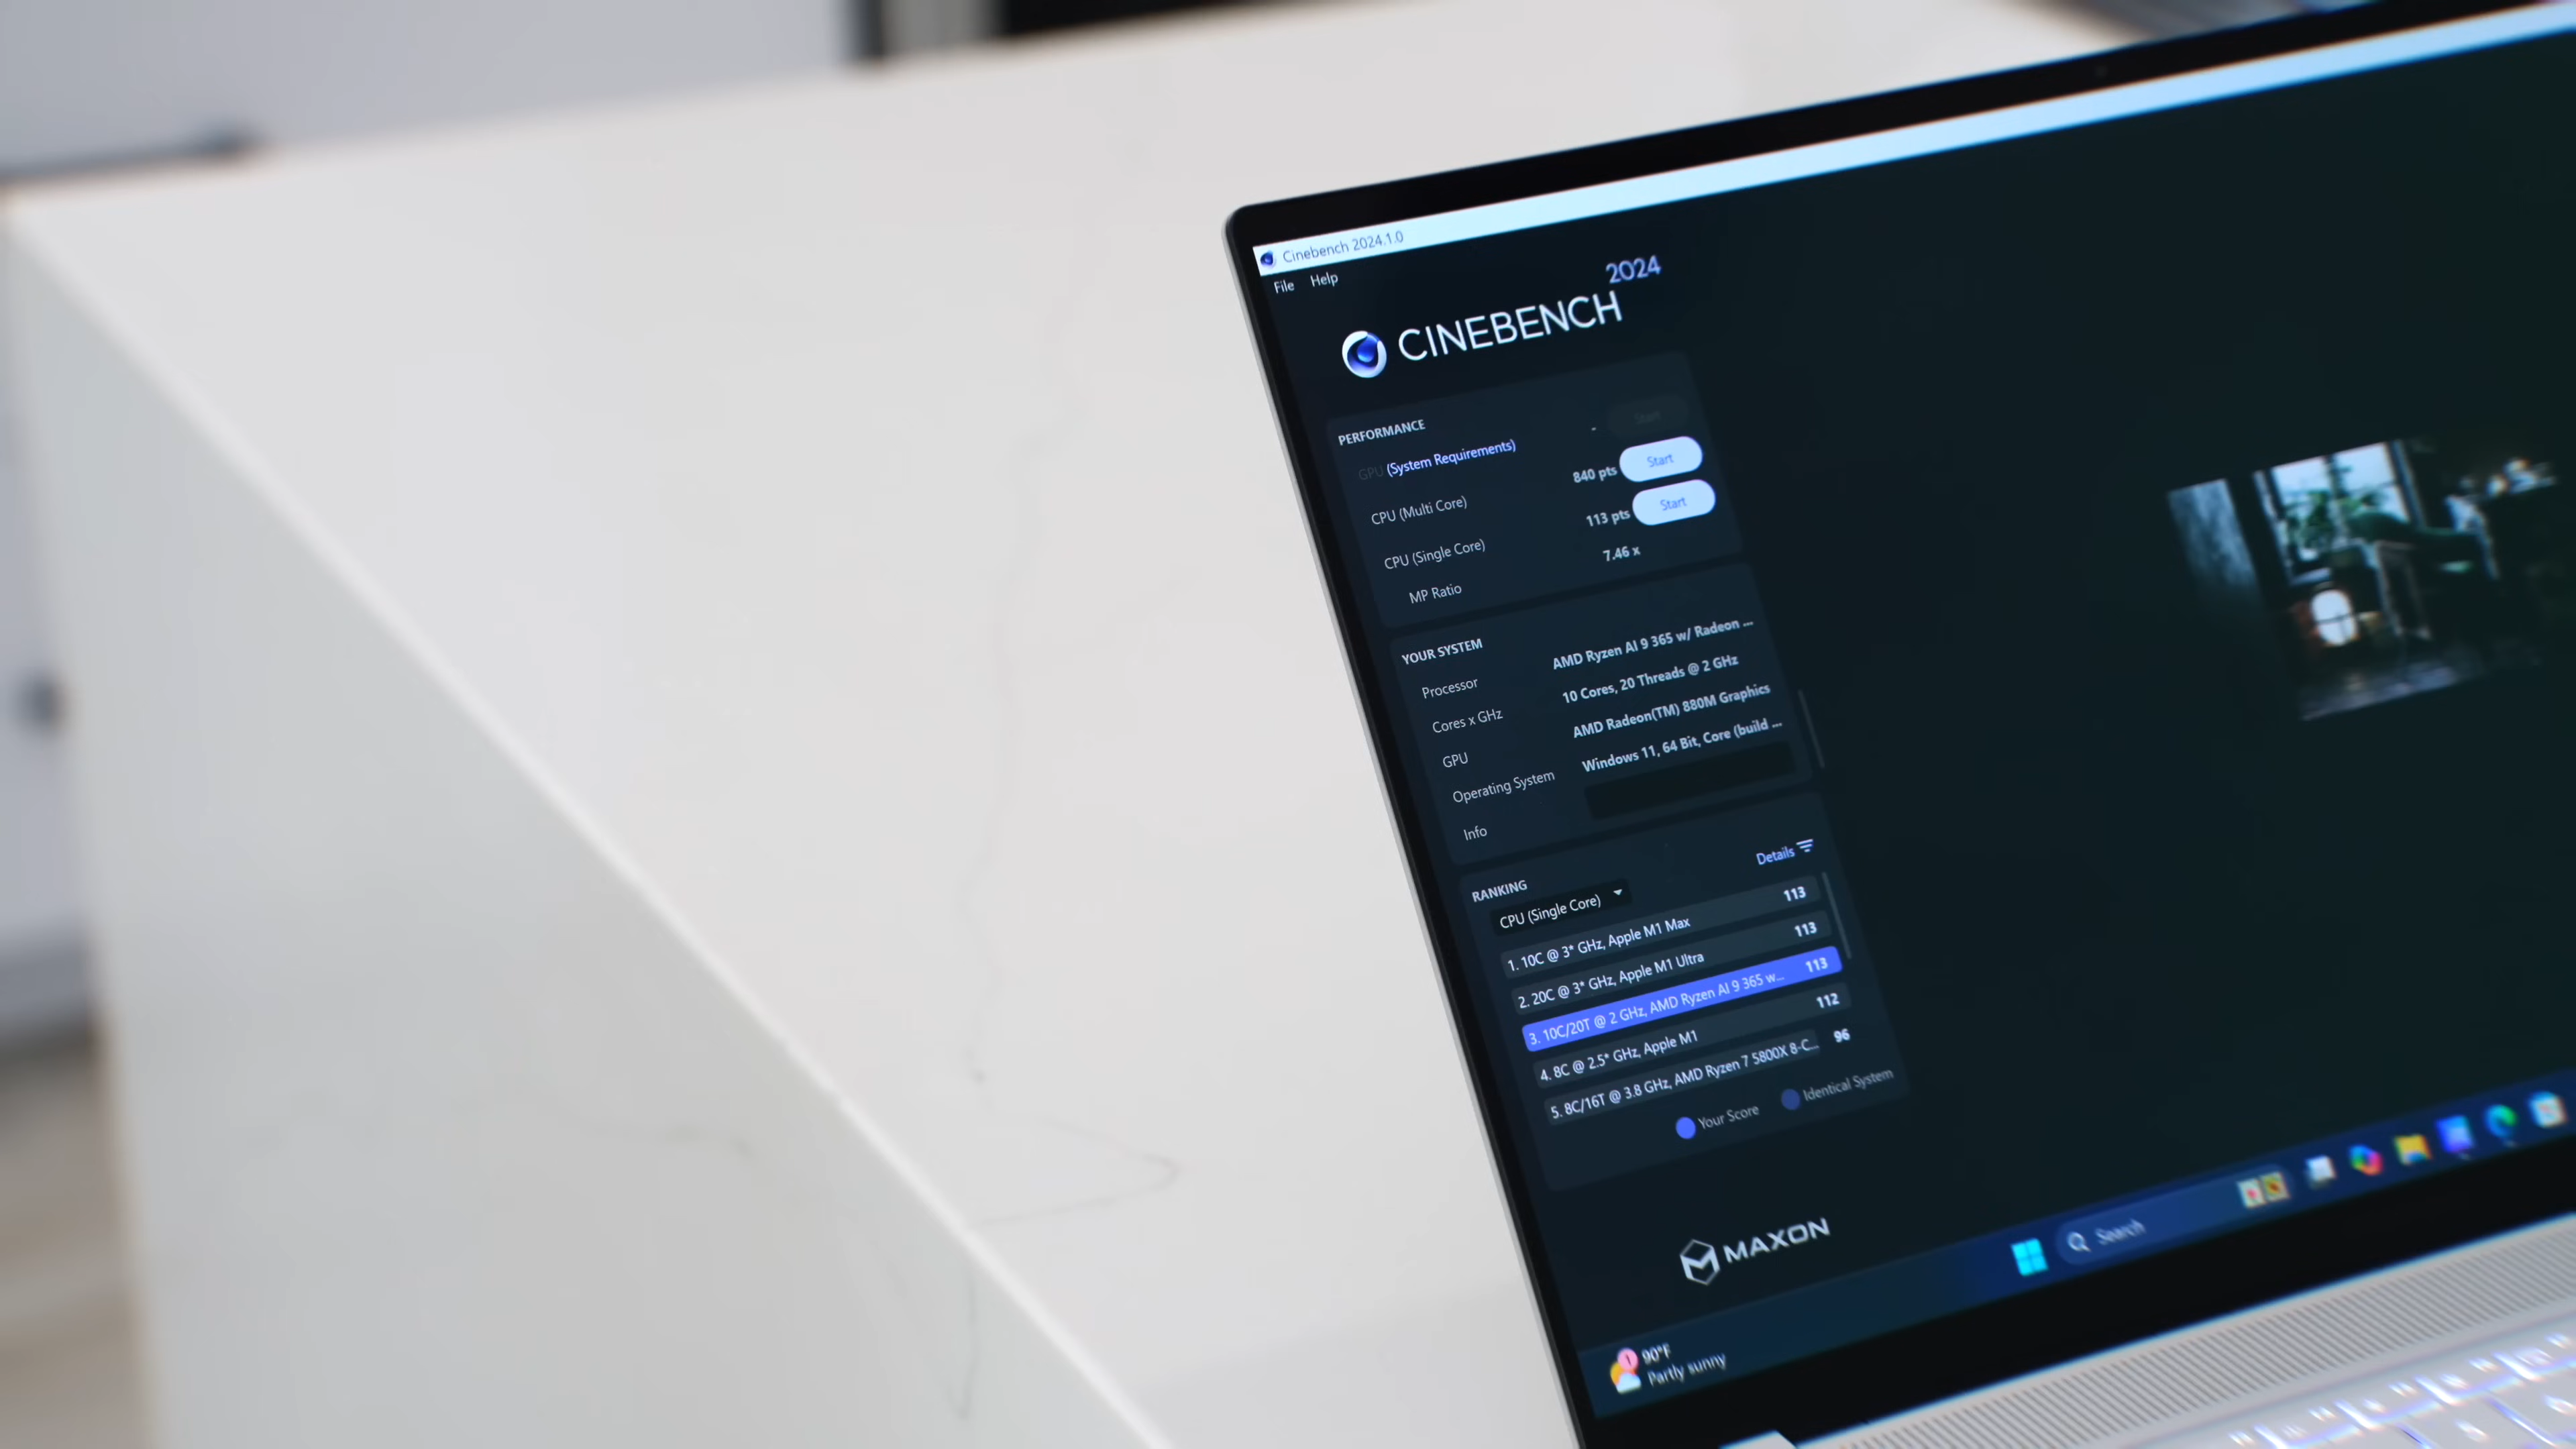 Cinebench 2024.1.0
File Help
CINEBENCH 2024
PERFORMANCE
GPU (System Requirements) - Start
CPU (Multi Core) 840 pts Start
CPU (Single Core) 113 pts Start
MP Ratio 7.46 x
YOUR SYSTEM
Processor AMD Ryzen AI 9 365 w/ Radeon ...
Cores x GHz 10 Cores, 20 Threads @ 2 GHz
GPU AMD Radeon(TM) 880M Graphics
Operating System Windows 11, 64 Bit, Core (build ...
Info
RANKING Details
CPU (Single Core)
1. 10C @ 3* GHz, Apple M1 Max 113
2. 20C @ 3* GHz, Apple M1 Ultra 113
3. 10C/20T @ 2 GHz, AMD Ryzen AI 9 365 w... 113
4. 8C @ 2.5* GHz, Apple M1 112
5. 8C/16T @ 3.8 GHz, AMD Ryzen 7 5800X 8-C... 96
Your Score Identical System
MAXON
Search
1 90°F
Partly sunny